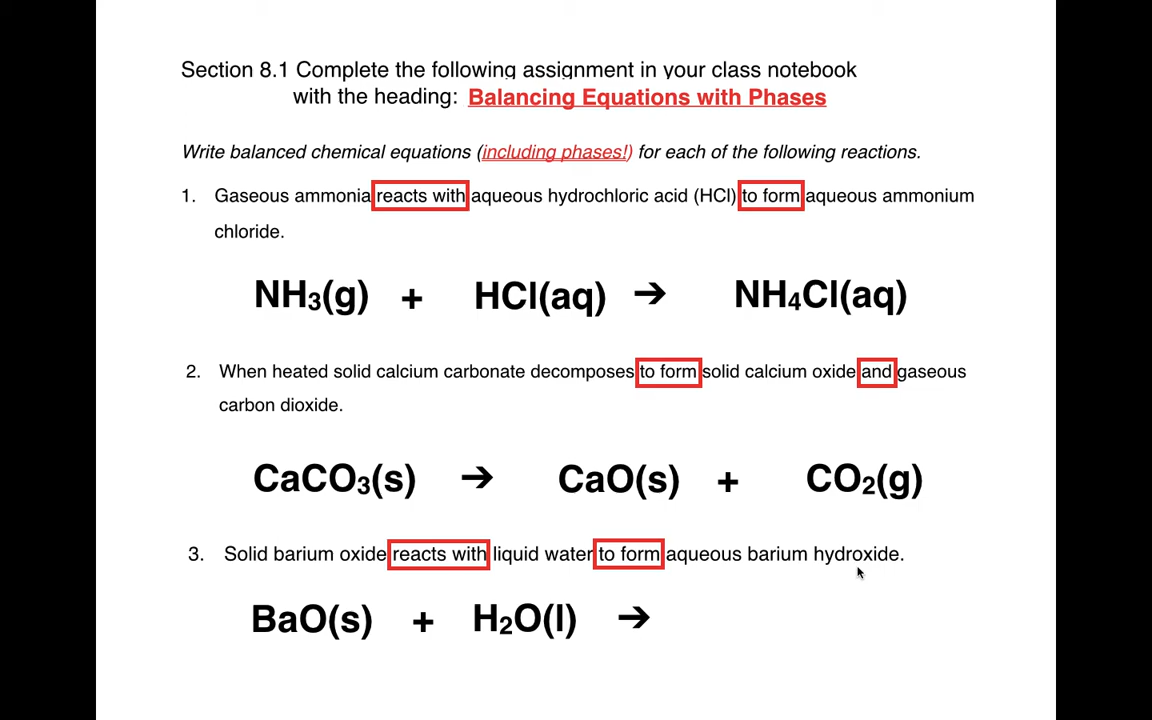 Section 8.1 Complete the following assignment in your class notebook
with the heading: Balancing Equations with Phases
Write balanced chemical equations (including phases!) for each of the following reactions.
1. Gaseous ammonia reacts with aqueous hydrochloric acid (HCl) to form aqueous ammonium
chloride.
NH₃(g) + HCl(aq) ➔ NH₄Cl(aq)
2. When heated solid calcium carbonate decomposes to form solid calcium oxide and gaseous
carbon dioxide.
CaCO₃(s) ➔ CaO(s) + CO₂(g)
3. Solid barium oxide reacts with liquid water to form aqueous barium hydroxide.
BaO(s) + H₂O(l) ➔